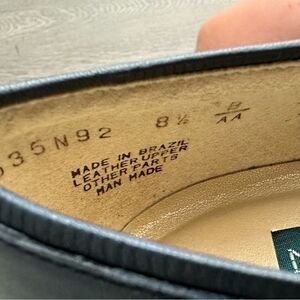 35N92 8½ B/AA
MADE IN BRAZIL
LEATHER UPPER
OTHER PARTS
MAN MADE